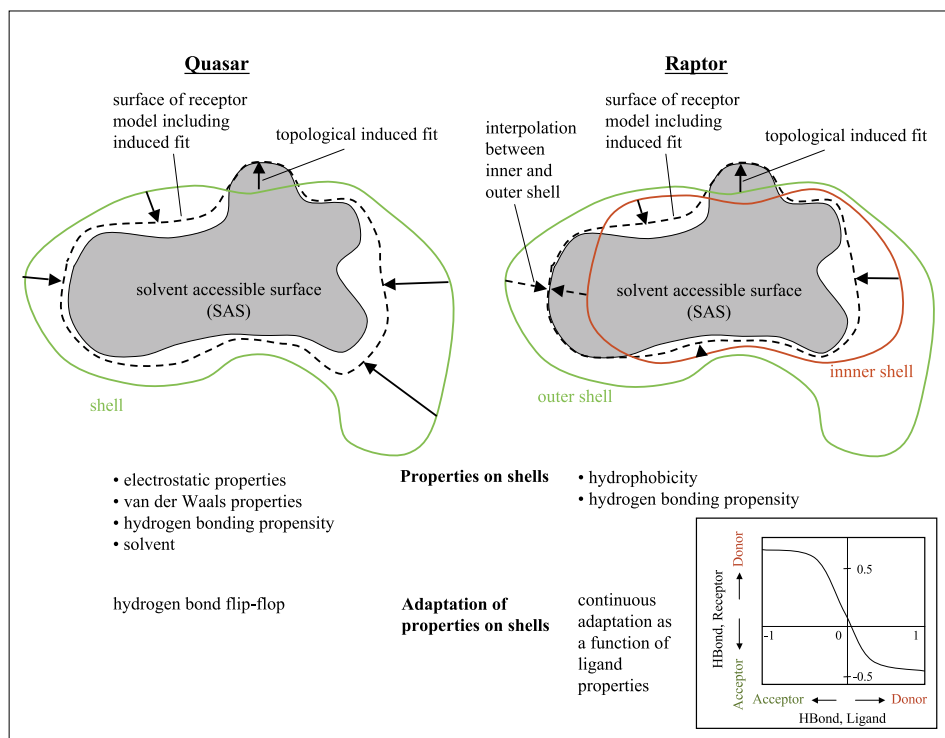 Quasar
surface of receptor
model including
induced fit
topological induced fit
solvent accessible surface
(SAS)
shell
Raptor
surface of receptor
model including
induced fit
interpolation
between
inner and
outer shell
topological induced fit
solvent accessible surface
(SAS)
innner shell
outer shell
• electrostatic properties
• van der Waals properties
• hydrogen bonding propensity
• solvent
Properties on shells
• hydrophobicity
• hydrogen bonding propensity
hydrogen bond flip-flop
Adaptation of
properties on shells
continuous
adaptation as
a function of
ligand
properties
HBond, Receptor
Donor
Acceptor
0.5
-1
0
1
-0.5
Acceptor
Donor
HBond, Ligand